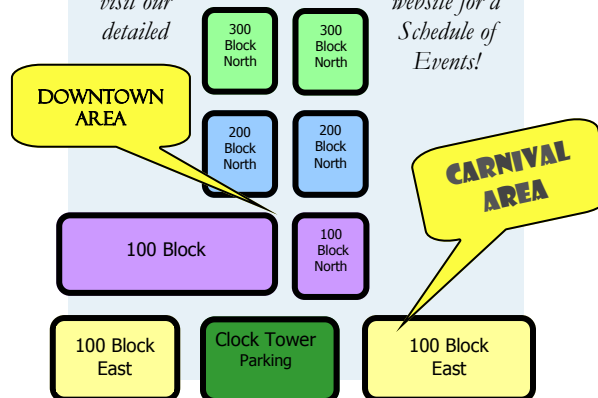 visit our
detailed
website for a
Schedule of
Events!
300
Block
North
300
Block
North
DOWNTOWN
AREA
200
Block
North
200
Block
North
CARNIVAL
AREA
100 Block
100
Block
North
100 Block
East
Clock Tower
Parking
100 Block
East